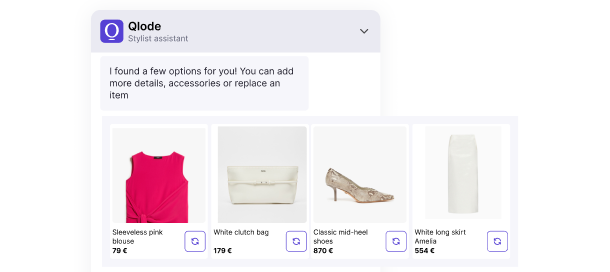 Qlode
Stylist assistant
I found a few options for you! You can add
more details, accessories or replace an
item
Sleeveless pink
blouse
79 €
White clutch bag
179 €
Classic mid-heel
shoes
870 €
White long skirt
Amelia
554 €